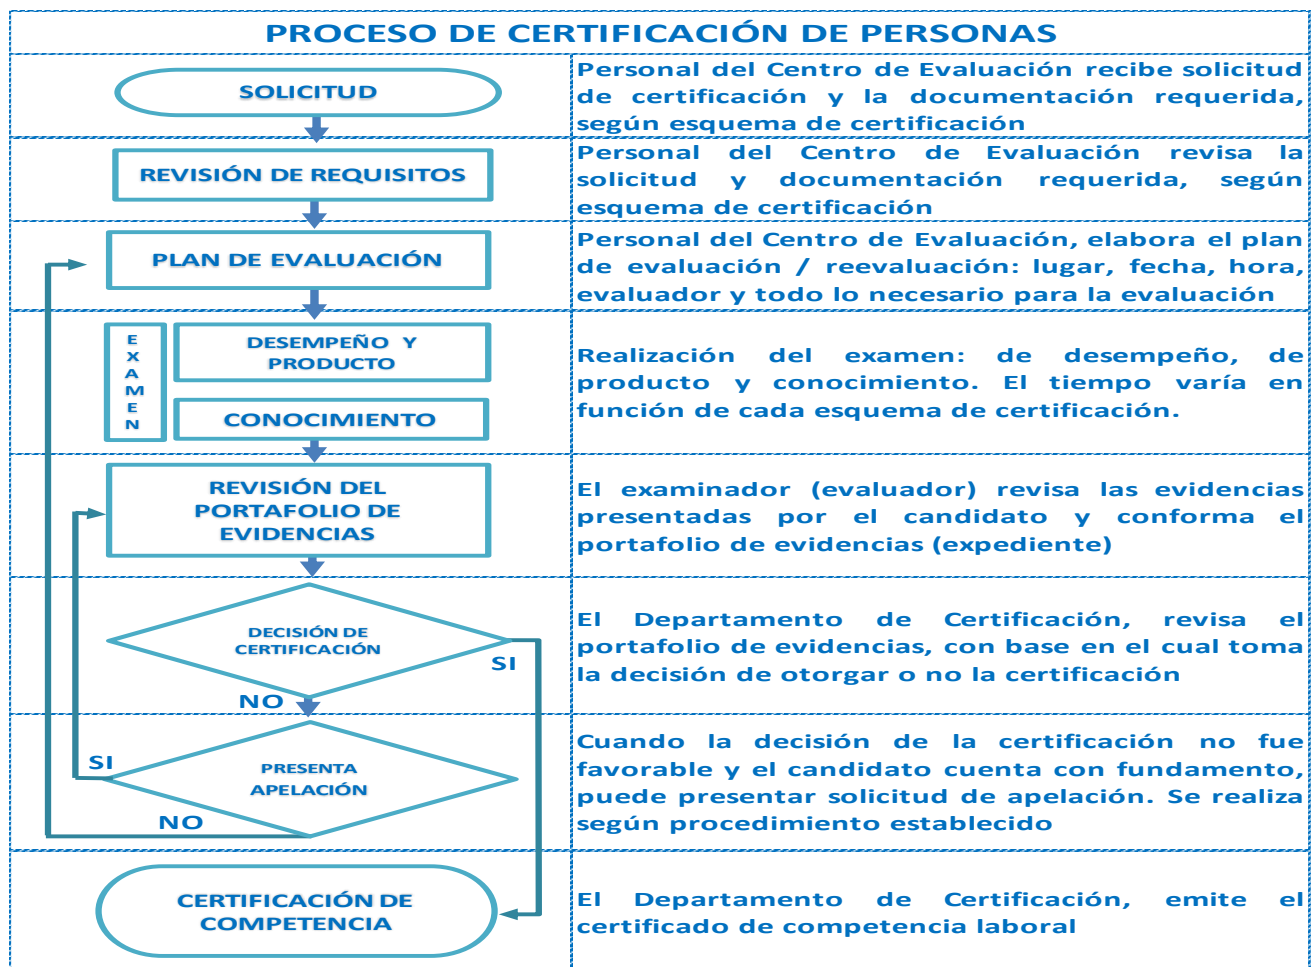 PROCESO DE CERTIFICACIÓN DE PERSONAS
SOLICITUD
Personal del Centro de Evaluación recibe solicitud
de certificación y la documentación requerida,
según esquema de certificación
REVISIÓN DE REQUISITOS
Personal del Centro de Evaluación revisa la
solicitud y documentación requerida, según
esquema de certificación
PLAN DE EVALUACIÓN
Personal del Centro de Evaluación, elabora el plan
de evaluación / reevaluación: lugar, fecha, hora,
evaluador y todo lo necesario para la evaluación
E
X
A
M
E
N
DESEMPEÑO Y
PRODUCTO
CONOCIMIENTO
Realización del examen: de desempeño, de
producto y conocimiento. El tiempo varía en
función de cada esquema de certificación.
REVISIÓN DEL
PORTAFOLIO DE
EVIDENCIAS
El examinador (evaluador) revisa las evidencias
presentadas por el candidato y conforma el
portafolio de evidencias (expediente)
DECISIÓN DE
CERTIFICACIÓN
SI
NO
El Departamento de Certificación, revisa el
portafolio de evidencias, con base en el cual toma
la decisión de otorgar o no la certificación
SI
PRESENTA
APELACIÓN
NO
Cuando la decisión de la certificación no fue
favorable y el candidato cuenta con fundamento,
puede presentar solicitud de apelación. Se realiza
según procedimiento establecido
CERTIFICACIÓN DE
COMPETENCIA
El Departamento de Certificación, emite el
certificado de competencia laboral